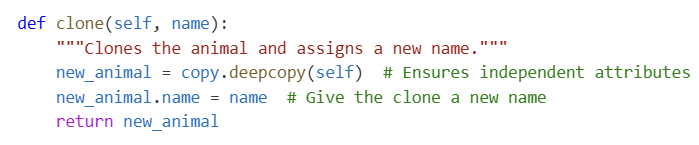 def clone(self, name):
    """Clones the animal and assigns a new name."""
    new_animal = copy.deepcopy(self)  # Ensures independent attributes
    new_animal.name = name  # Give the clone a new name
    return new_animal